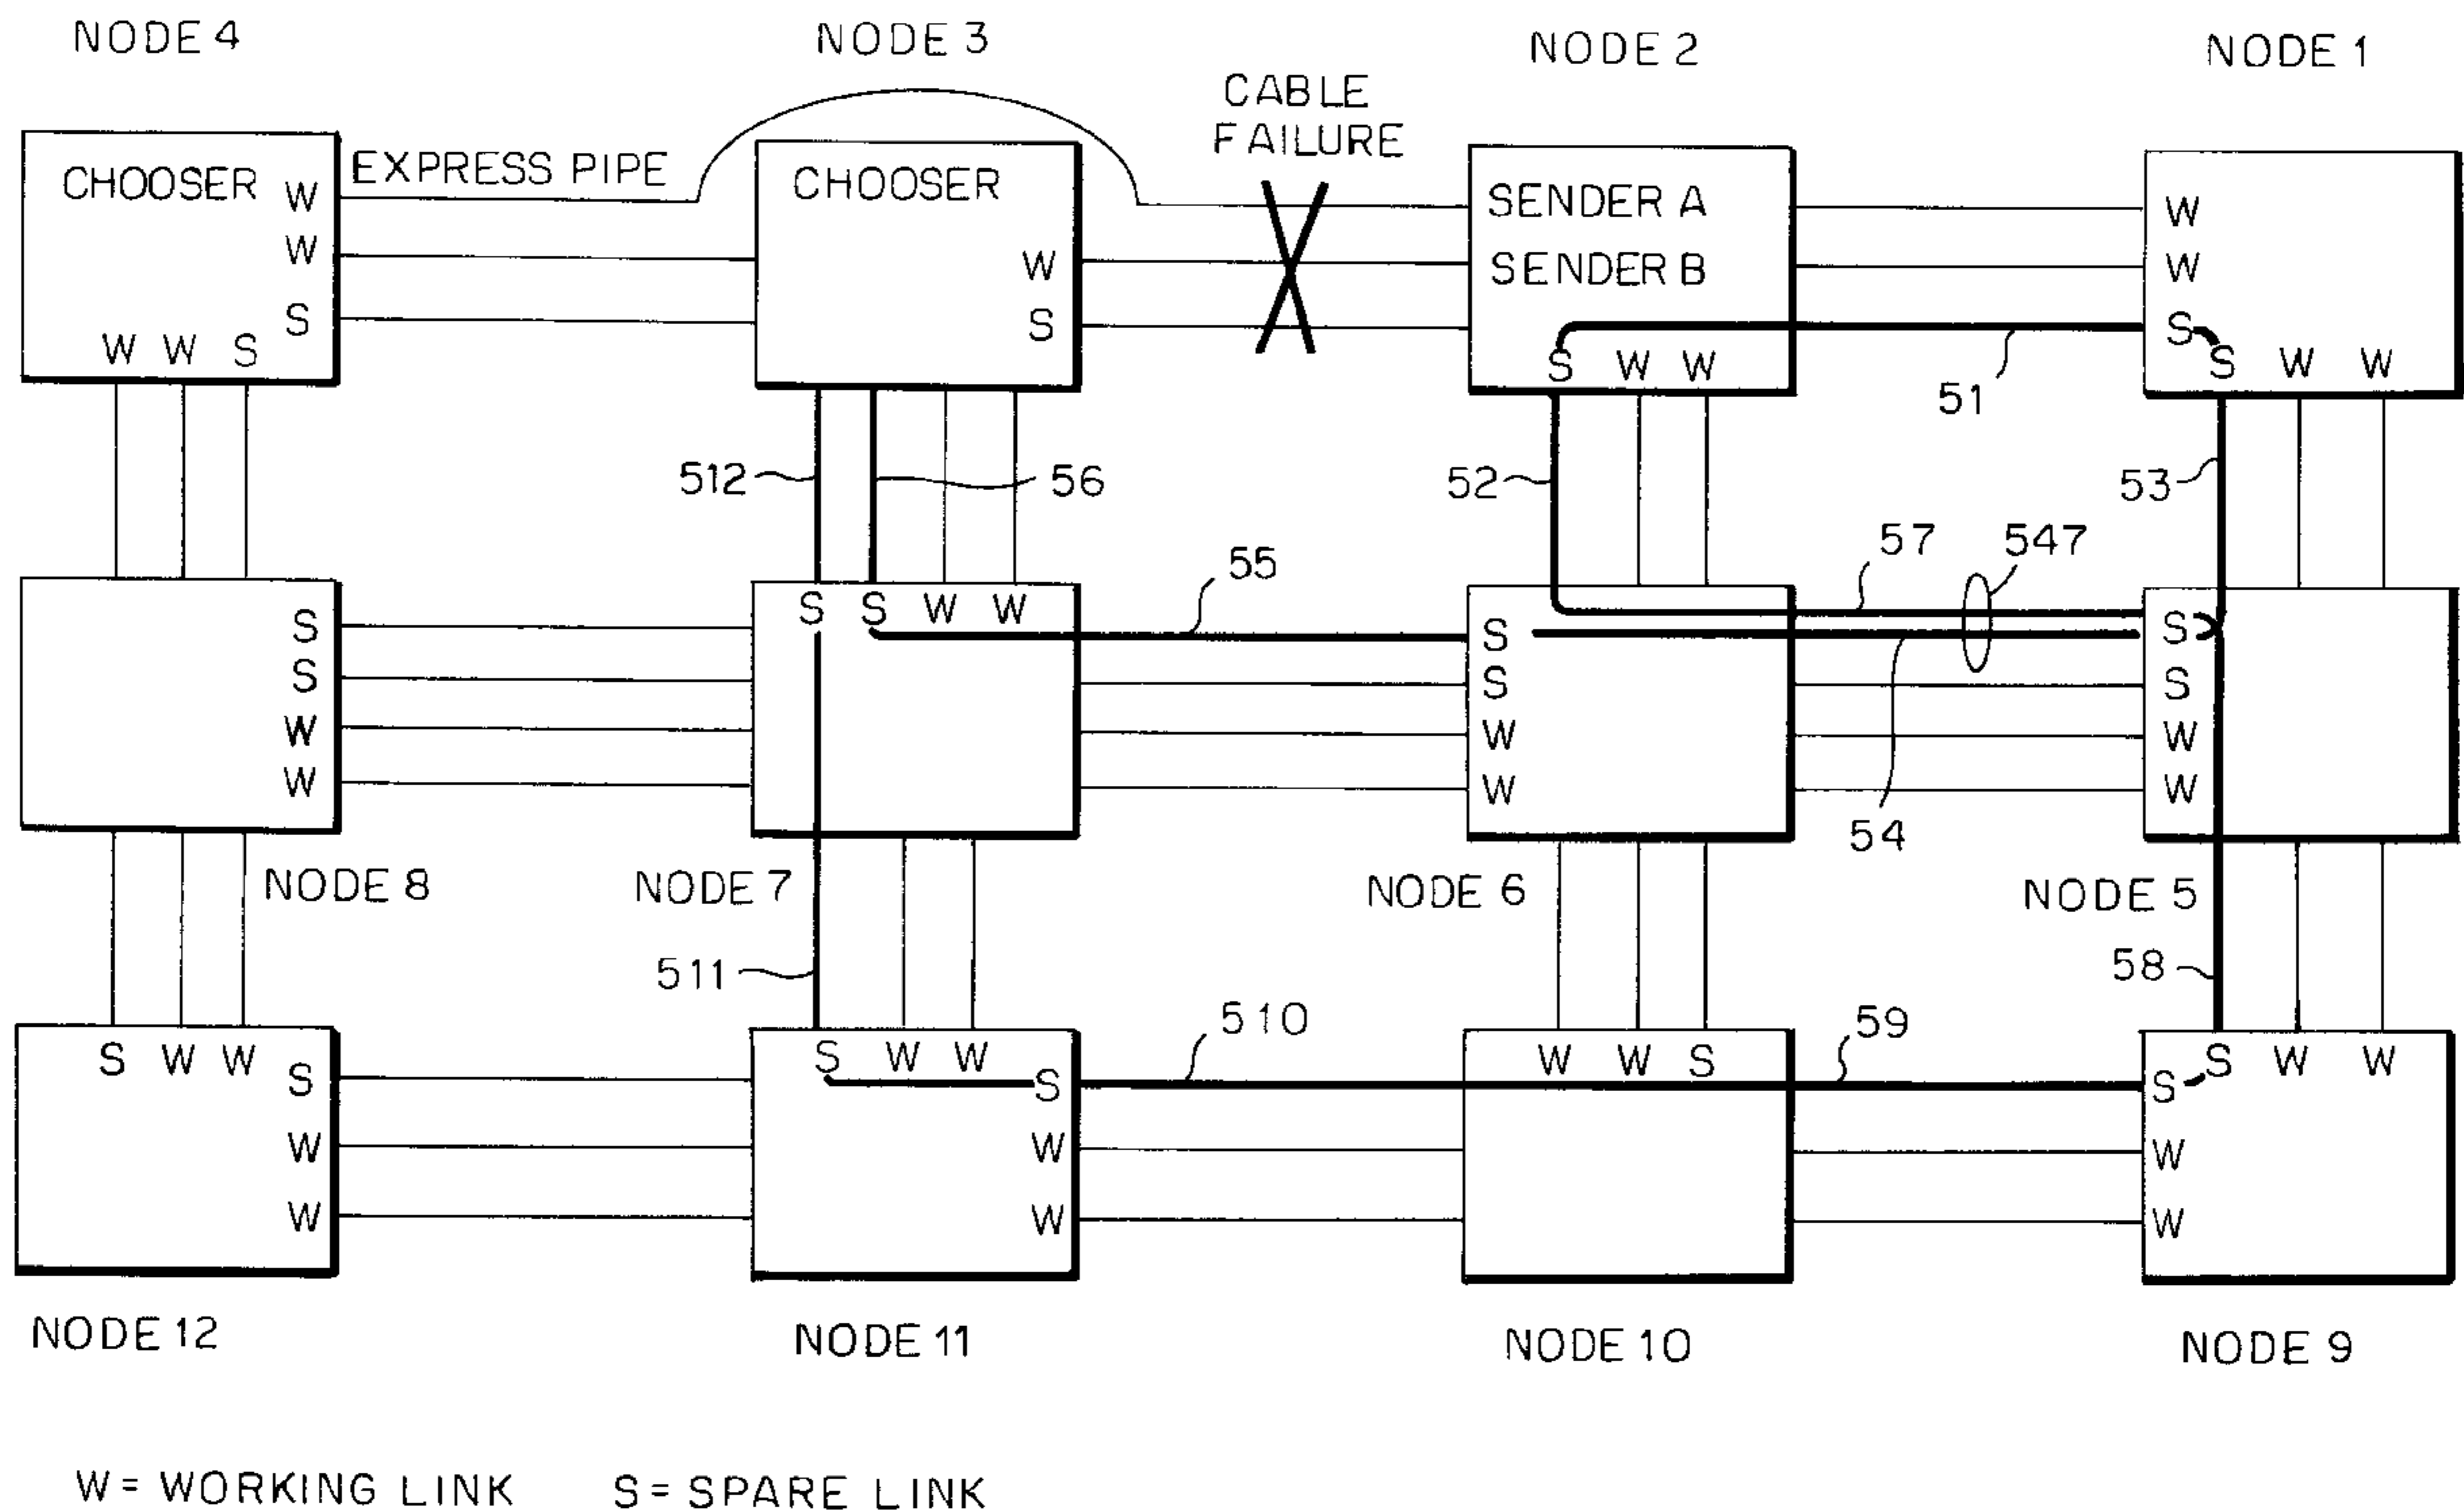 NODE 4
NODE 3
NODE 2
NODE 1
CABLE
FAILURE
CHOOSER
W
EXPRESS PIPE
W
S
W W S
CHOOSER
W
S
SENDER A
SENDER B
S W W
W
W
S
S W W
51
512
56
52
53
55
57
547
S
S
W
W
S S W W
S
S
W
W
S
S
W
W
54
NODE 8
NODE 7
NODE 6
NODE 5
511
58
510
59
S W W
S
W
W
S W W
S
W
W
W W S
S W W
S
W
W
NODE 12
NODE 11
NODE 10
NODE 9
W = WORKING LINK S = SPARE LINK